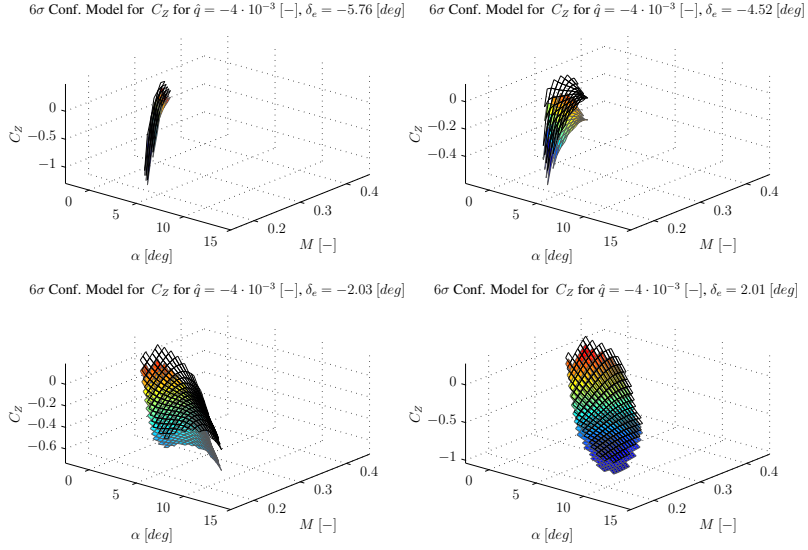 6σ Conf. Model for C_Z for q̂ = −4 · 10⁻³ [−], δ_e = −5.76 [deg]
0
−0.5
−1
C_Z
0
5
10
15
α [deg]
0.2
0.3
0.4
M [−]
6σ Conf. Model for C_Z for q̂ = −4 · 10⁻³ [−], δ_e = −4.52 [deg]
0
−0.2
−0.4
C_Z
0
5
10
15
α [deg]
0.2
0.3
0.4
M [−]
6σ Conf. Model for C_Z for q̂ = −4 · 10⁻³ [−], δ_e = −2.03 [deg]
0
−0.2
−0.4
−0.6
C_Z
0
5
10
15
α [deg]
0.2
0.3
0.4
M [−]
6σ Conf. Model for C_Z for q̂ = −4 · 10⁻³ [−], δ_e = 2.01 [deg]
0
−0.5
−1
C_Z
0
5
10
15
α [deg]
0.2
0.3
0.4
M [−]